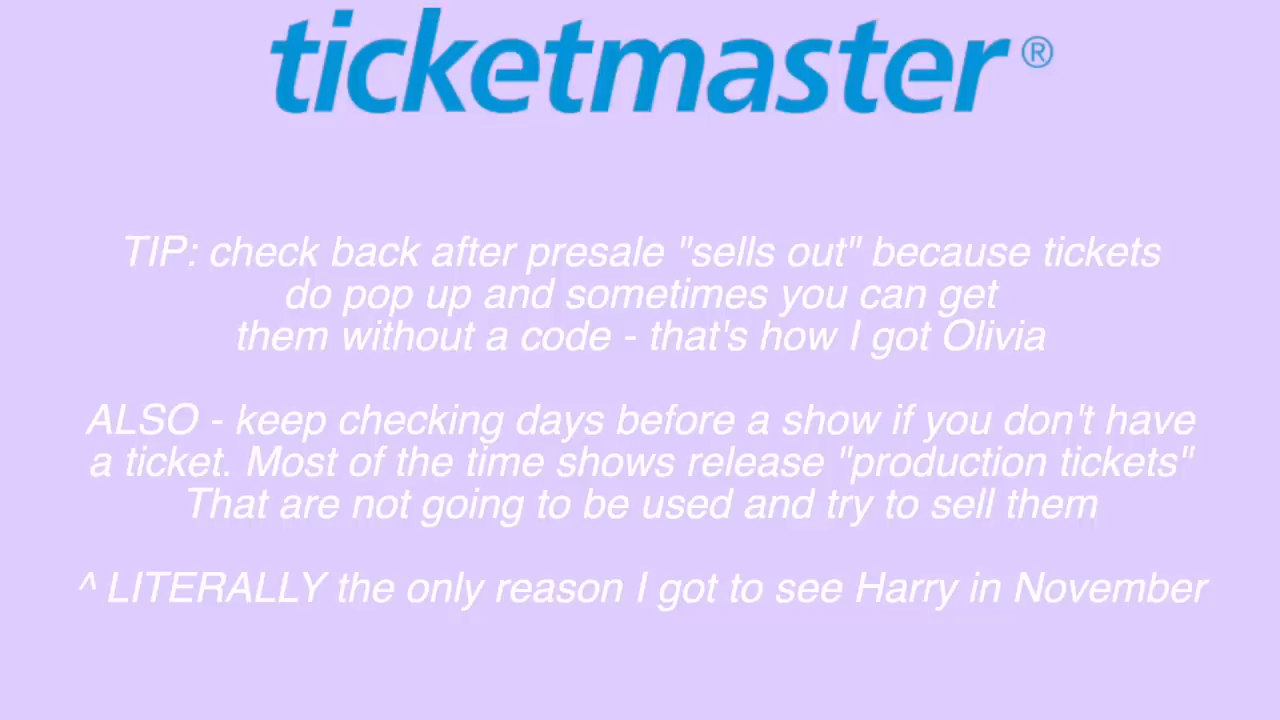 ticketmaster®
TIP: check back after presale "sells out" because tickets
do pop up and sometimes you can get
them without a code - that's how I got Olivia
ALSO - keep checking days before a show if you don't have
a ticket. Most of the time shows release "production tickets"
That are not going to be used and try to sell them
^ LITERALLY the only reason I got to see Harry in November